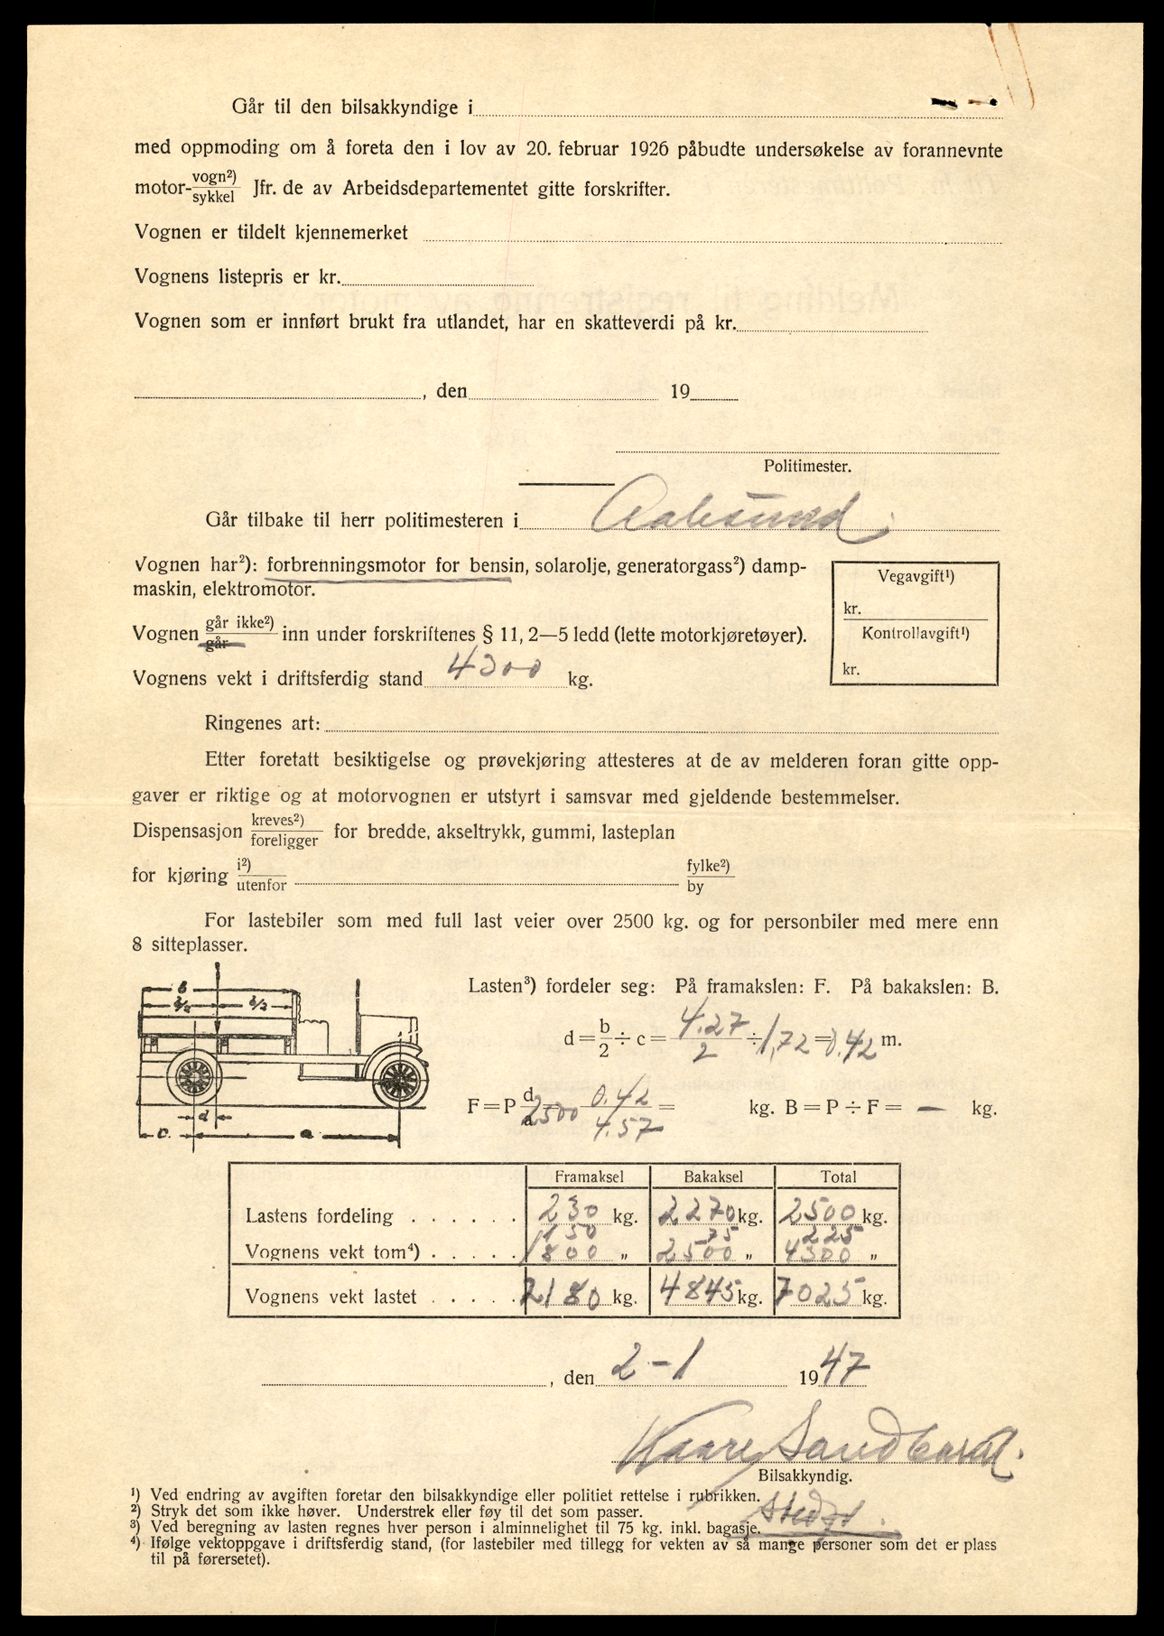 Går til den bilsakkyndige i
med oppmoding om å foreta den i lov av 20. februar 1926 påbudte undersøkelse av forannevnte
motor- vogn²) / sykkel Jfr. de av Arbeidsdepartementet gitte forskrifter.
Vognen er tildelt kjennemerket
Vognens listepris er kr.
Vognen som er innført brukt fra utlandet, har en skatteverdi på kr.
, den 19
Politimester.
Går tilbake til herr politimesteren i Aalesund
Vognen har²): forbrenningsmotor for bensin, solarolje, generatorgass²) damp-
maskin, elektromotor.
Vegavgift¹)
kr.
Kontrollavgift¹)
kr.
Vognen går ikke²) / går inn under forskriftenes § 11, 2—5 ledd (lette motorkjøretøyer).
Vognens vekt i driftsferdig stand 4300 kg.
Ringenes art:
Etter foretatt besiktigelse og prøvekjøring attesteres at de av melderen foran gitte opp-
gaver er riktige og at motorvognen er utstyrt i samsvar med gjeldende bestemmelser.
Dispensasjon kreves²) / foreligger for bredde, akseltrykk, gummi, lasteplan
for kjøring i²) / utenfor fylke²) / by
For lastebiler som med full last veier over 2500 kg. og for personbiler med mere enn
8 sitteplasser.
b
b/2 b/2
d
c. a
Lasten³) fordeler seg: På framakslen: F. På bakakslen: B.
d = b/2 ÷ c = 4.27/2 ÷ 1,72 = 0.42 m.
F = P d/a 2500 0.42/4.57 = kg. B = P ÷ F = — kg.
Framaksel Bakaksel Total
Lastens fordeling . . . . . . 230 kg. 2270 kg. 2500 kg.
150 75 225
Vognens vekt tom⁴) . . . . . 1800 „ 2500 „ 4300 „
Vognens vekt lastet . . . . . 2180 kg. 4845 kg. 7025 kg.
, den 2-1 1947
Kaare
Bilsakkyndig.
¹) Ved endring av avgiften foretar den bilsakkyndige eller politiet rettelse i rubrikken.
²) Stryk det som ikke høver. Understrek eller føy til det som passer.
³) Ved beregning av lasten regnes hver person i alminnelighet til 75 kg. inkl. bagasje.
⁴) Ifølge vektoppgave i driftsferdig stand, (for lastebiler med tillegg for vekten av så mange personer som det er plass
til på førersetet).